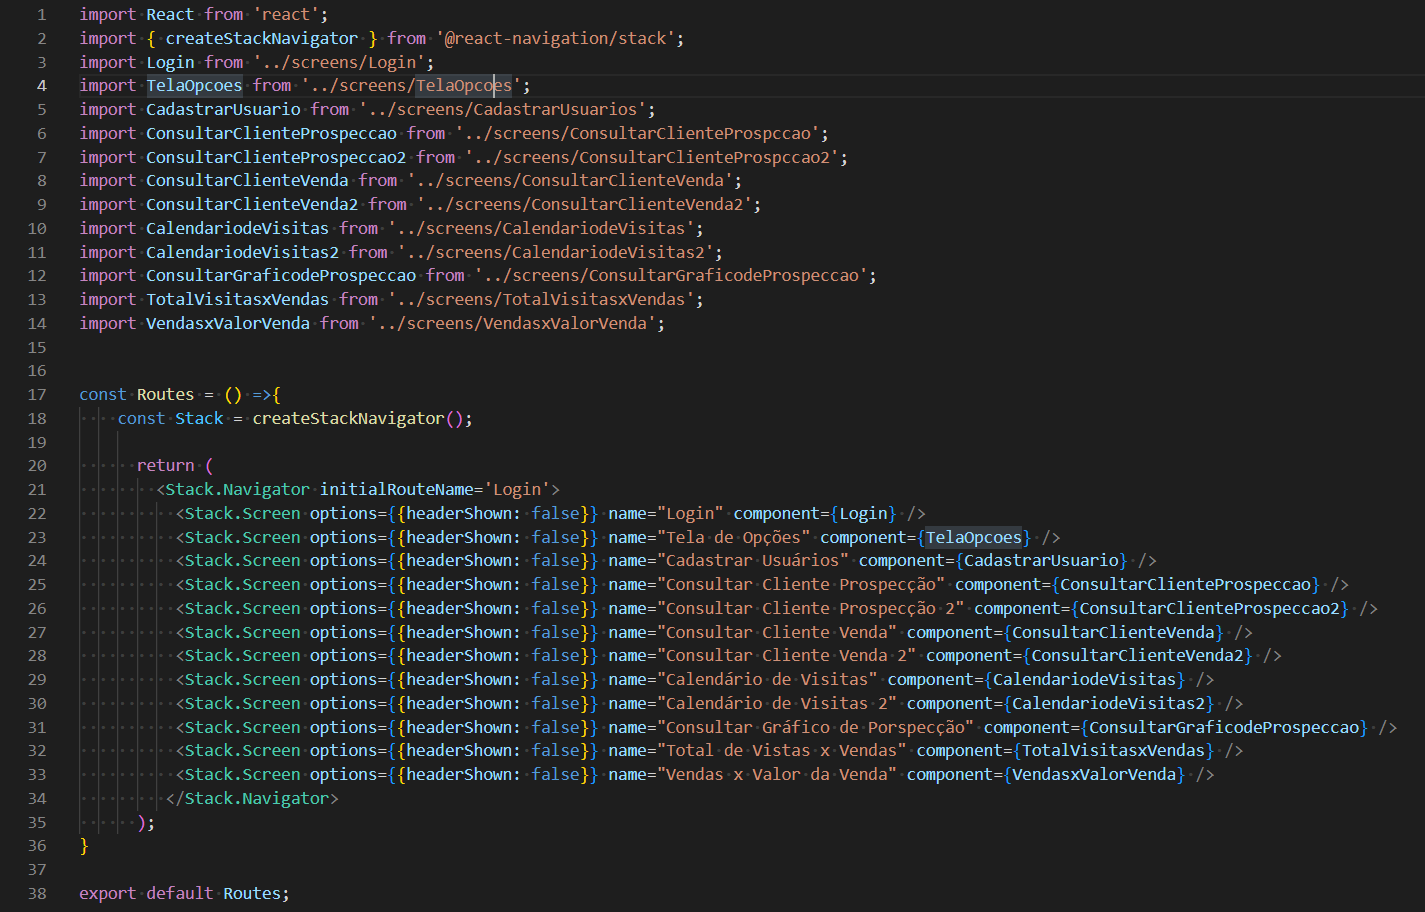 1 import React from 'react';
2 import { createStackNavigator } from '@react-navigation/stack';
3 import Login from '../screens/Login';
4 import TelaOpcoes from '../screens/TelaOpcoes';
5 import CadastrarUsuario from '../screens/CadastrarUsuarios';
6 import ConsultarClienteProspeccao from '../screens/ConsultarClienteProspccao';
7 import ConsultarClienteProspeccao2 from '../screens/ConsultarClienteProspccao2';
8 import ConsultarClienteVenda from '../screens/ConsultarClienteVenda';
9 import ConsultarClienteVenda2 from '../screens/ConsultarClienteVenda2';
10 import CalendariodeVisitas from '../screens/CalendariodeVisitas';
11 import CalendariodeVisitas2 from '../screens/CalendariodeVisitas2';
12 import ConsultarGraficodeProspeccao from '../screens/ConsultarGraficodeProspeccao';
13 import TotalVisitasxVendas from '../screens/TotalVisitasxVendas';
14 import VendasxValorVenda from '../screens/VendasxValorVenda';
15
16
17 const Routes = () =>{
18     const Stack = createStackNavigator();
19
20       return (
21         <Stack.Navigator initialRouteName='Login'>
22           <Stack.Screen options={{headerShown: false}} name="Login" component={Login} />
23           <Stack.Screen options={{headerShown: false}} name="Tela de Opções" component={TelaOpcoes} />
24           <Stack.Screen options={{headerShown: false}} name="Cadastrar Usuários" component={CadastrarUsuario} />
25           <Stack.Screen options={{headerShown: false}} name="Consultar Cliente Prospecção" component={ConsultarClienteProspeccao} />
26           <Stack.Screen options={{headerShown: false}} name="Consultar Cliente Prospecção 2" component={ConsultarClienteProspeccao2} />
27           <Stack.Screen options={{headerShown: false}} name="Consultar Cliente Venda" component={ConsultarClienteVenda} />
28           <Stack.Screen options={{headerShown: false}} name="Consultar Cliente Venda 2" component={ConsultarClienteVenda2} />
29           <Stack.Screen options={{headerShown: false}} name="Calendário de Visitas" component={CalendariodeVisitas} />
30           <Stack.Screen options={{headerShown: false}} name="Calendário de Visitas 2" component={CalendariodeVisitas2} />
31           <Stack.Screen options={{headerShown: false}} name="Consultar Gráfico de Porspecção" component={ConsultarGraficodeProspeccao} />
32           <Stack.Screen options={{headerShown: false}} name="Total de Vistas x Vendas" component={TotalVisitasxVendas} />
33           <Stack.Screen options={{headerShown: false}} name="Vendas x Valor da Venda" component={VendasxValorVenda} />
34         </Stack.Navigator>
35       );
36 }
37
38 export default Routes;